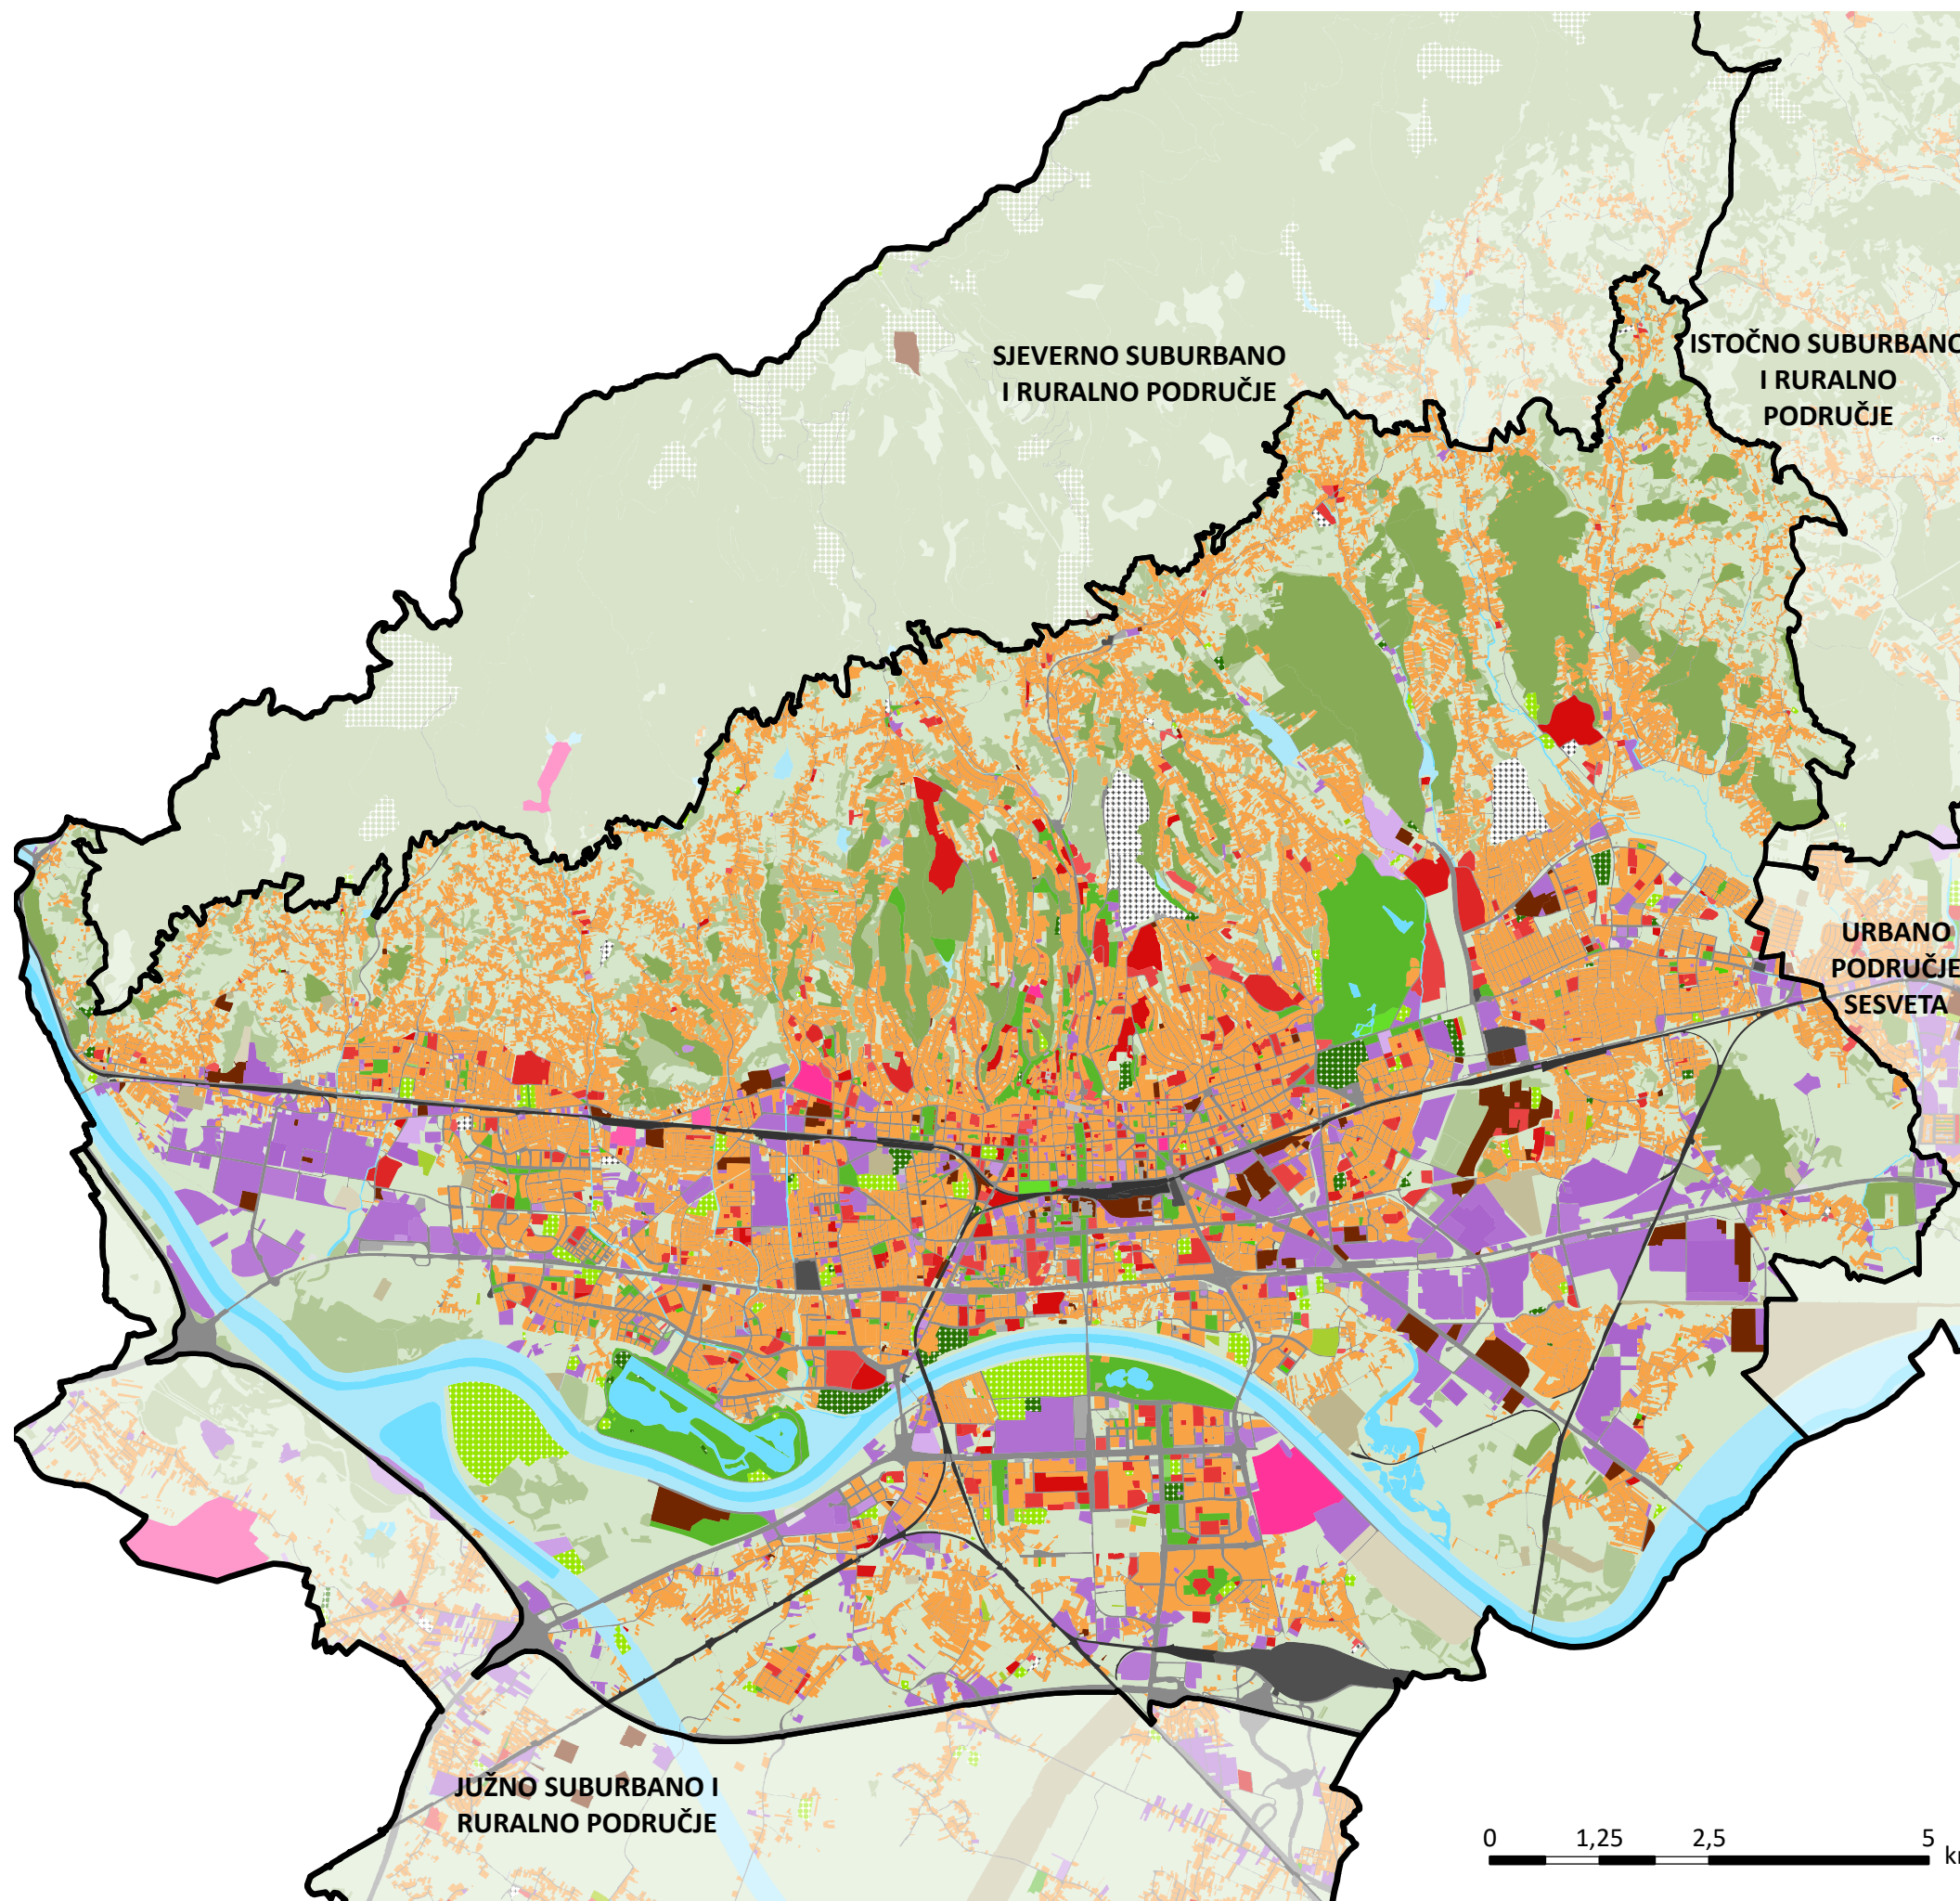 SJEVERNO SUBURBANO
I RURALNO PODRUČJE
ISTOČNO SUBURBANO
I RURALNO
PODRUČJE
URBANO
PODRUČJE
SESVETA
JUŽNO SUBURBANO I
RURALNO PODRUČJE
0 1,25 2,5 5
km